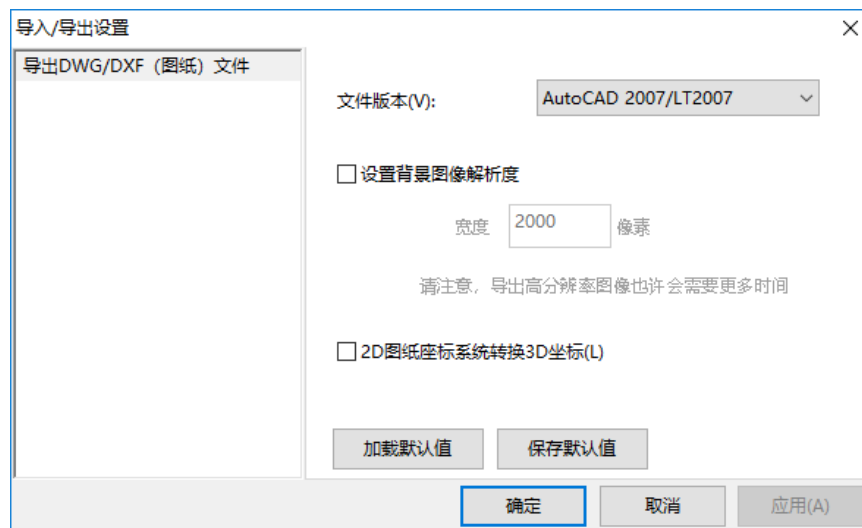 导入/导出设置
导出DWG/DXF（图纸）文件
文件版本(V):
AutoCAD 2007/LT2007
设置背景图像解析度
宽度 2000 像素
请注意，导出高分辨率图像也许会需要更多时间
2D图纸座标系统转换3D坐标(L)
加载默认值 保存默认值
确定 取消 应用(A)